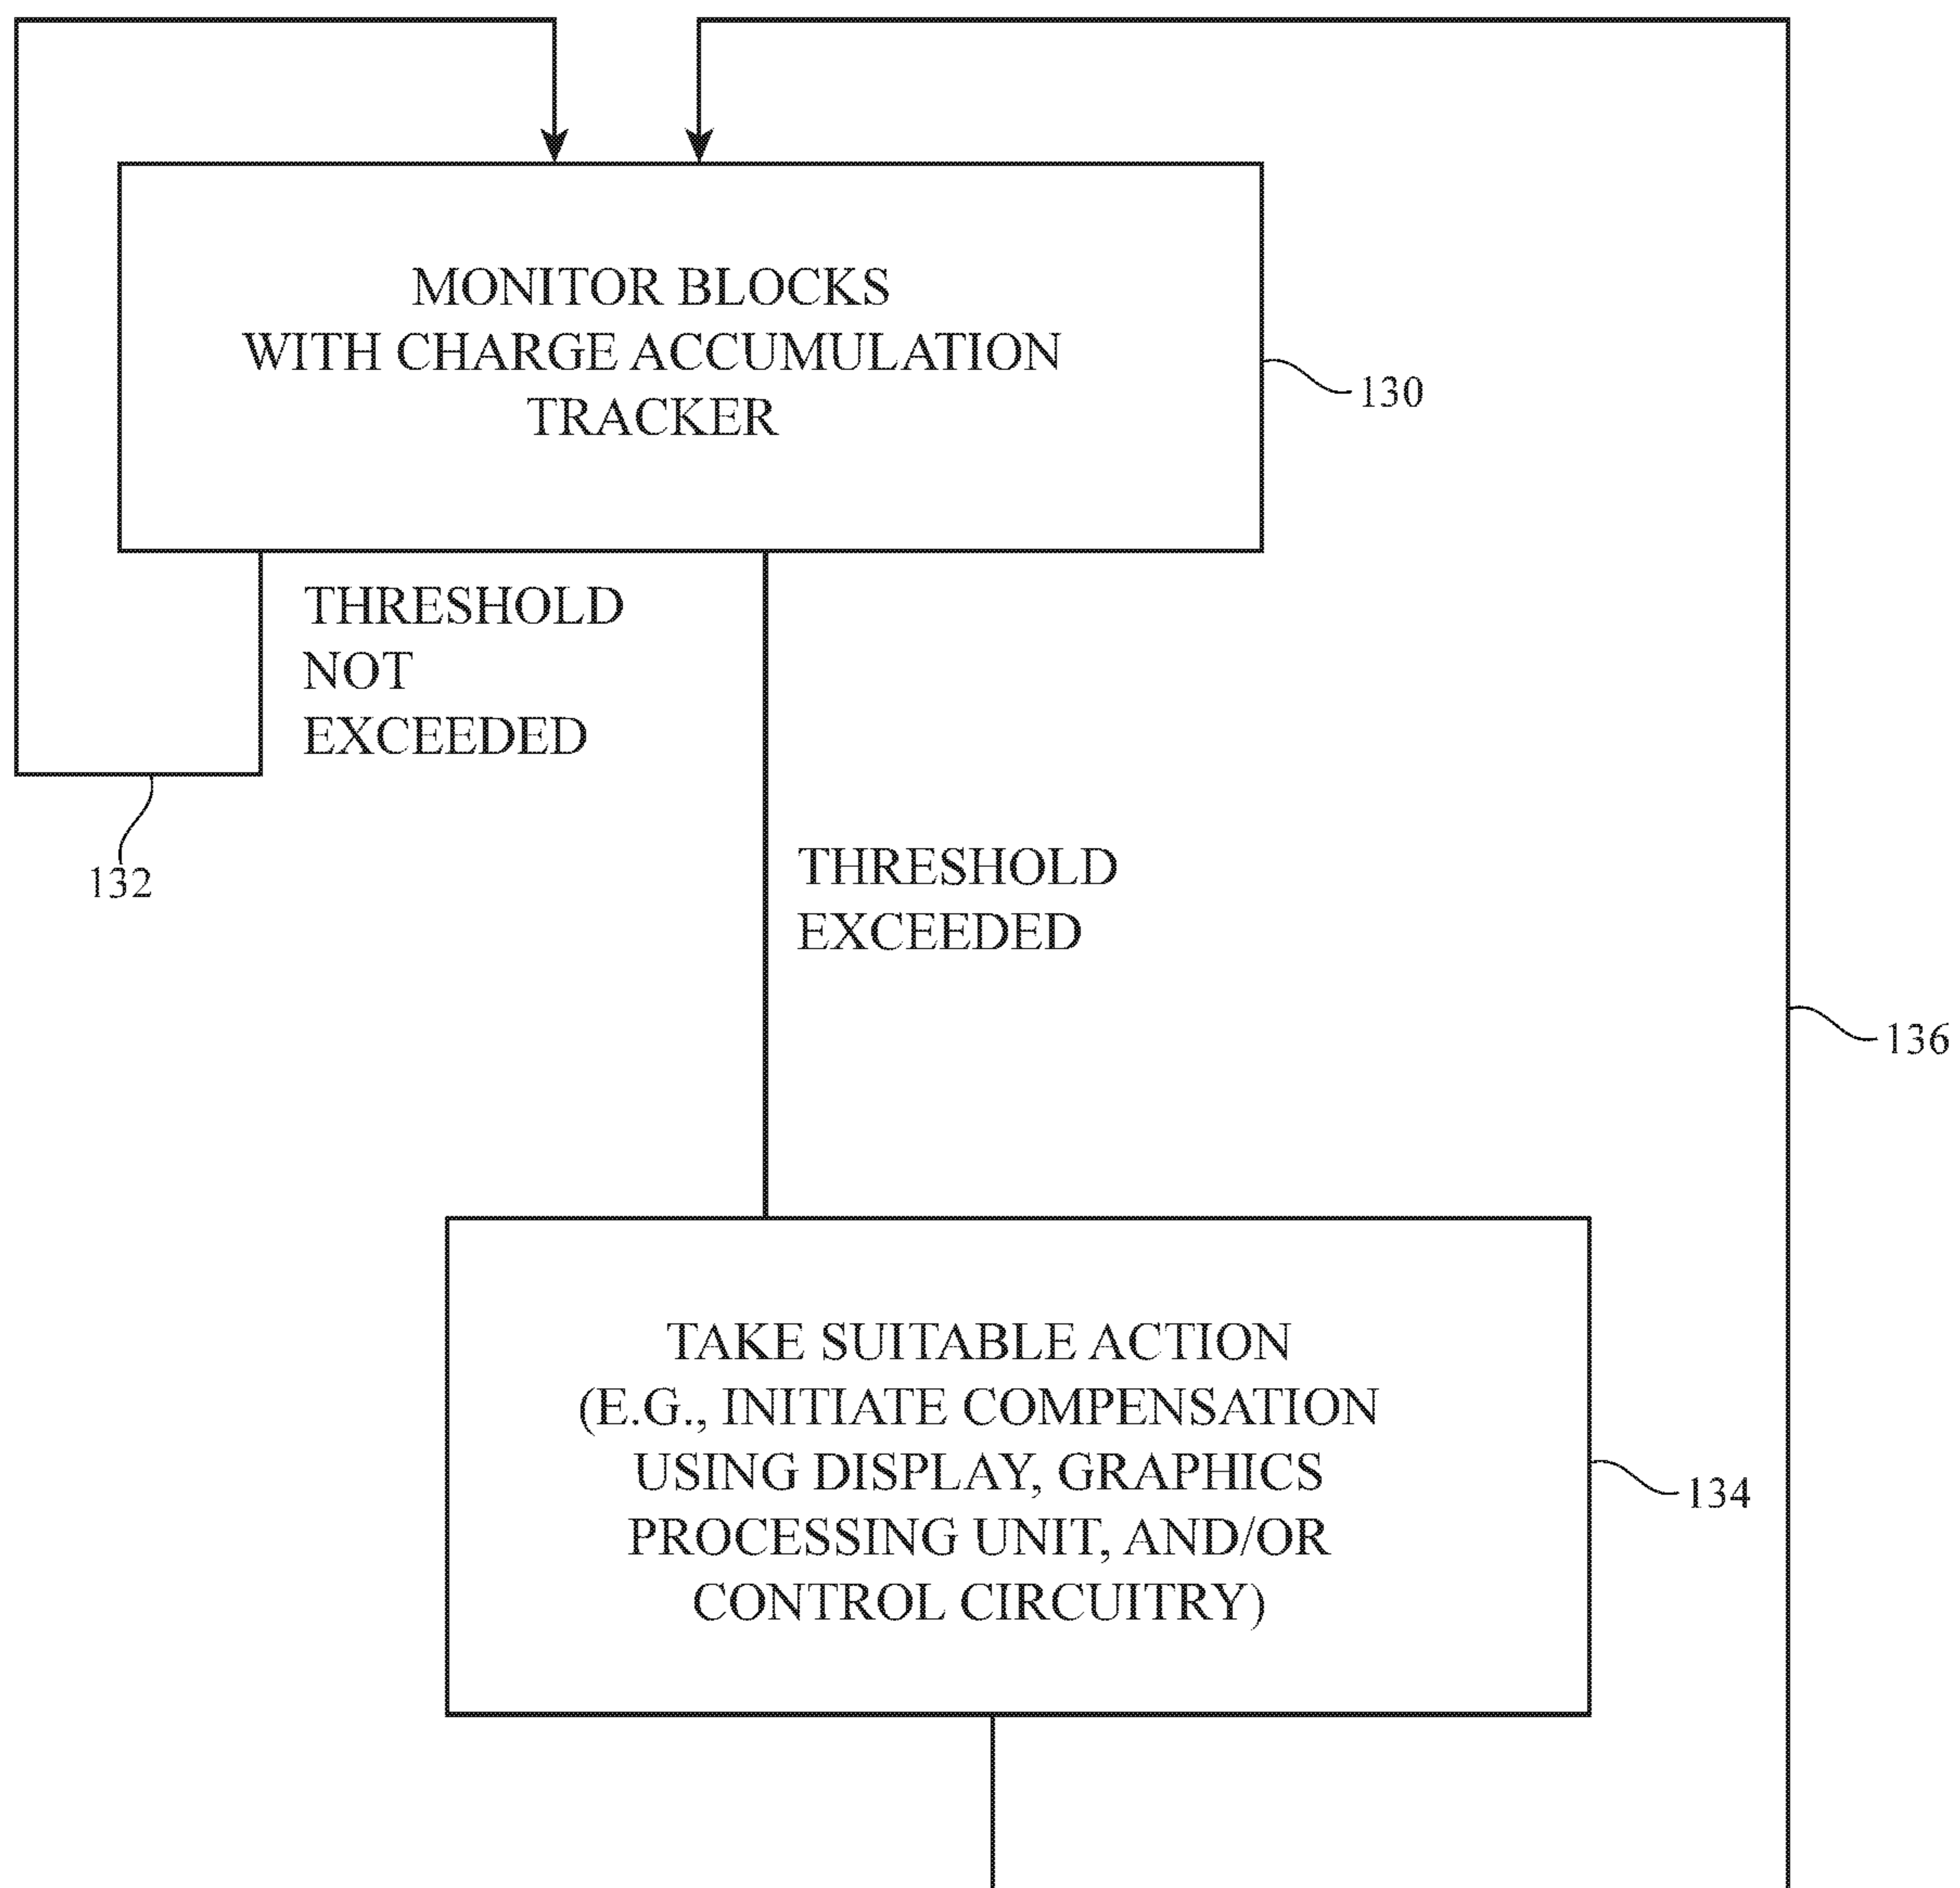 MONITOR BLOCKS
WITH CHARGE ACCUMULATION
TRACKER
130
THRESHOLD
NOT
EXCEEDED
132
THRESHOLD
EXCEEDED
136
TAKE SUITABLE ACTION
(E.G., INITIATE COMPENSATION
USING DISPLAY, GRAPHICS
PROCESSING UNIT, AND/OR
CONTROL CIRCUITRY)
134